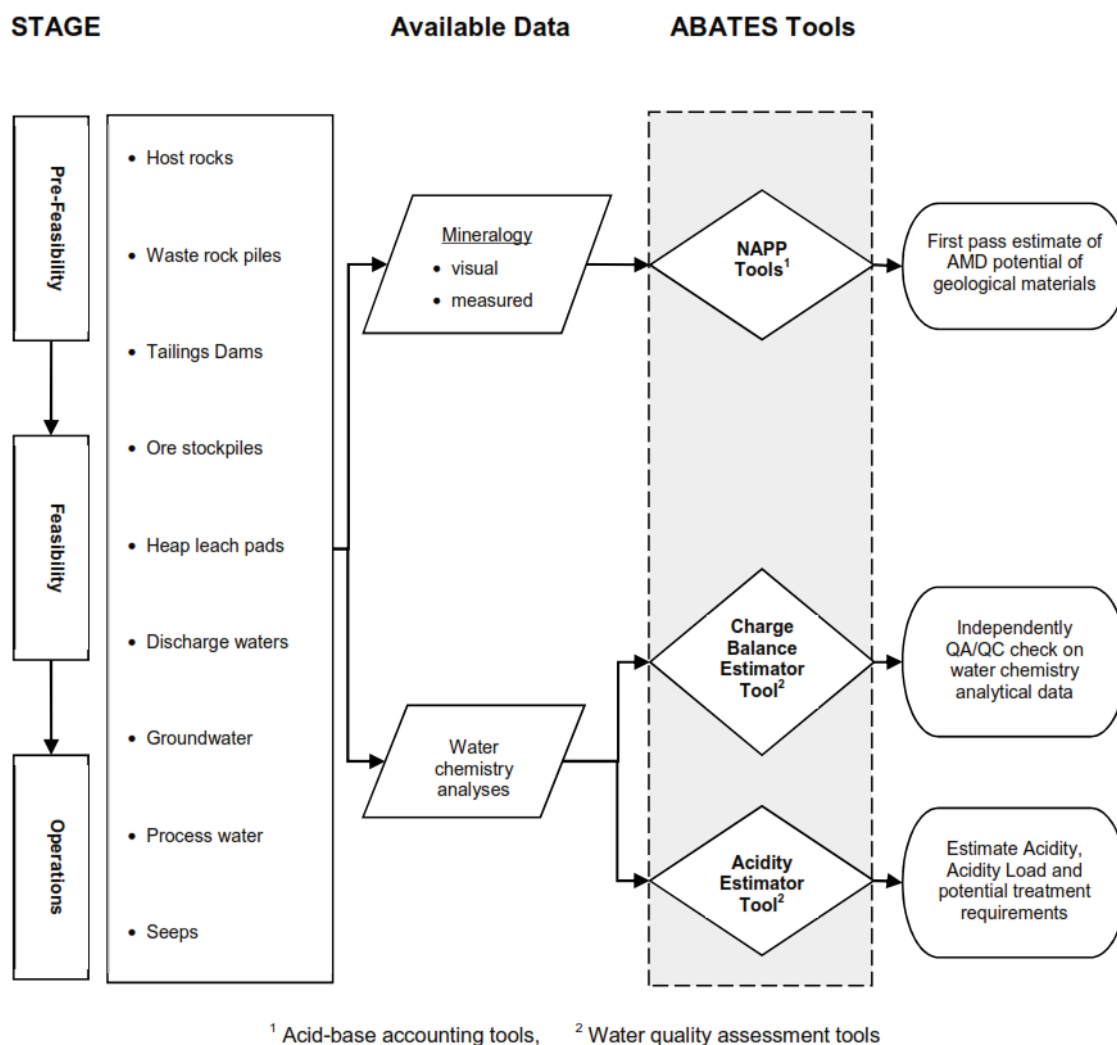 STAGE
Available Data
ABATES Tools
Pre-Feasibility
Feasibility
Operations
• Host rocks
• Waste rock piles
• Tailings Dams
• Ore stockpiles
• Heap leach pads
• Discharge waters
• Groundwater
• Process water
• Seeps
Mineralogy
• visual
• measured
NAPP
Tools¹
First pass estimate of
AMD potential of
geological materials
Water
chemistry
analyses
Charge
Balance
Estimator
Tool²
Independently
QA/QC check on
water chemistry
analytical data
Acidity
Estimator
Tool²
Estimate Acidity,
Acidity Load and
potential treatment
requirements
¹ Acid-base accounting tools, ² Water quality assessment tools